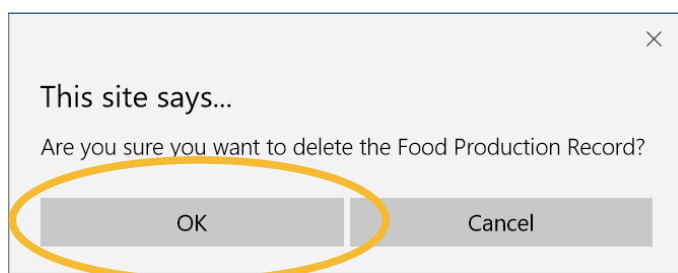 This site says...
Are you sure you want to delete the Food Production Record?
OK Cancel